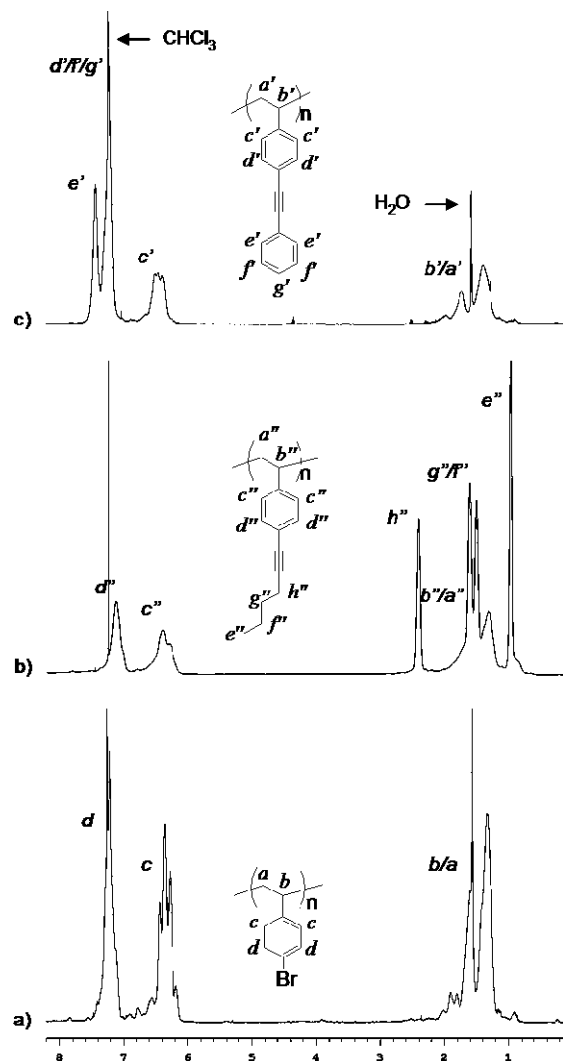 CHCl3
d'/f'/g'
a'
b'
n
c' c'
d' d'
e'
H2O
c'
e' e'
f' f'
g'
b'/a'
c)
e"
a"
b"
n
g"/f"
c" c"
d" d"
h"
d"
c"
b"/a"
g" h"
e" f"
b)
d
c
b/a
a b
n
c c
d d
Br
a)
8 7 6 5 4 3 2 1